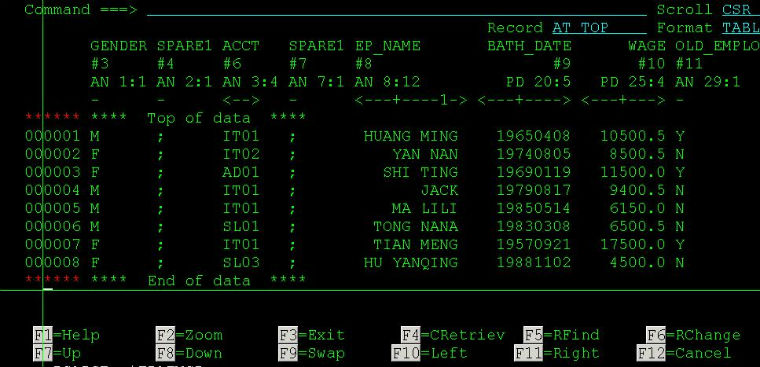 Command ===> Scroll CSR
Record AT TOP Format TABL
GENDER SPARE1 ACCT SPARE1 EP_NAME BATH_DATE WAGE OLD_EMPLO
#3 #4 #6 #7 #8 #9 #10 #11
AN 1:1 AN 2:1 AN 3:4 AN 7:1 AN 8:12 PD 20:5 PD 25:4 AN 29:1
- - <--> - <---+----1-> <---+----> <---+---> -
****** **** Top of data ****
000001 M ; IT01 ; HUANG MING 19650408 10500.5 Y
000002 F ; IT02 ; YAN NAN 19740805 8500.5 N
000003 F ; AD01 ; SHI TING 19690119 11500.0 Y
000004 M ; IT01 ; JACK 19790817 9400.5 N
000005 M ; IT01 ; MA LILI 19850514 6150.0 N
000006 M ; SL01 ; TONG NANA 19830308 6500.5 N
000007 F ; IT01 ; TIAN MENG 19570921 17500.0 Y
000008 F ; SL03 ; HU YANQING 19881102 4500.0 N
****** **** End of data ****
F1=Help F2=Zoom F3=Exit F4=CRetriev F5=RFind F6=RChange
F7=Up F8=Down F9=Swap F10=Left F11=Right F12=Cancel